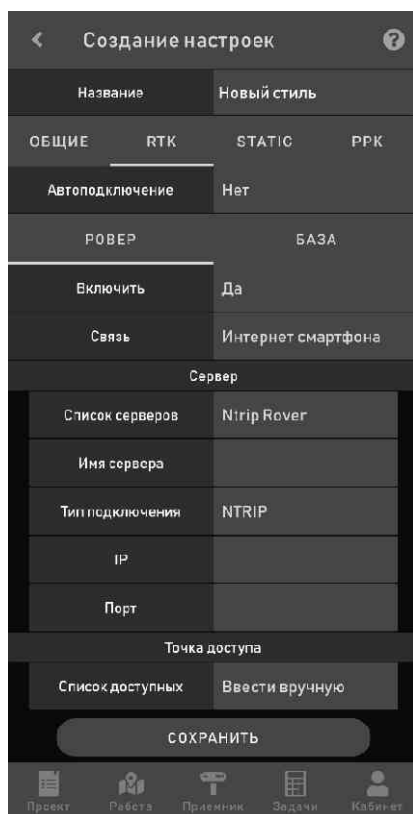 Создание настроек ?
Название Новый стиль
ОБЩИЕ RTK STATIC PPK
Автоподключение Нет
РОВЕР БАЗА
Включить Да
Связь Интернет смартфона
Сервер
Список серверов Ntrip Rover
Имя сервера
Тип подключения NTRIP
IP
Порт
Точка доступа
Список доступных Ввести вручную
СОХРАНИТЬ
Проект Работа Приемник Задачи Кабинет